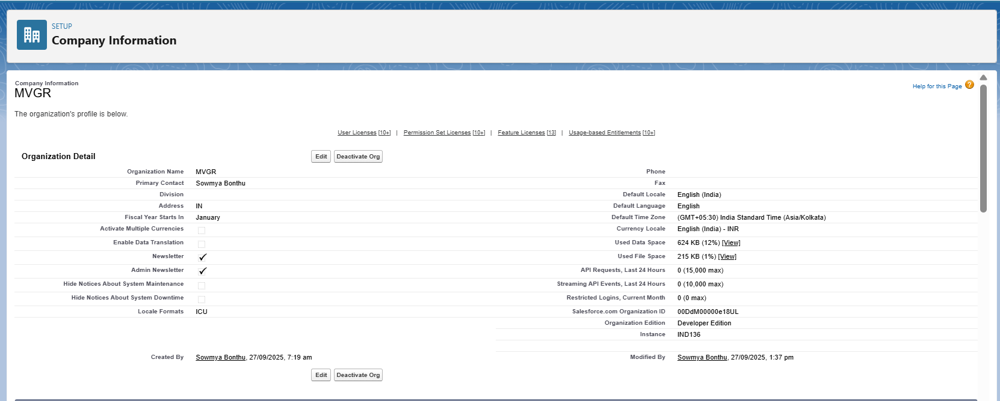 SETUP
Company Information
Company Information
MVGR
Help for this Page ?
The organization's profile is below.
User Licenses [10+] | Permission Set Licenses [10+] | Feature Licenses [13] | Usage-based Entitlements [10+]
Organization Detail Edit Deactivate Org
Organization Name MVGR Phone
Primary Contact Sowmya Bonthu Fax
Division Default Locale English (India)
Address IN Default Language English
Fiscal Year Starts In January Default Time Zone (GMT+05:30) India Standard Time (Asia/Kolkata)
Activate Multiple Currencies Currency Locale English (India) - INR
Enable Data Translation Used Data Space 624 KB (12%) [View]
Newsletter Used File Space 215 KB (1%) [View]
Admin Newsletter API Requests, Last 24 Hours 0 (15,000 max)
Hide Notices About System Maintenance Streaming API Events, Last 24 Hours 0 (10,000 max)
Hide Notices About System Downtime Restricted Logins, Current Month 0 (0 max)
Locale Formats ICU Salesforce.com Organization ID 00DdM00000e18UL
Organization Edition Developer Edition
Instance IND136
Created By Sowmya Bonthu, 27/09/2025, 7:19 am Modified By Sowmya Bonthu, 27/09/2025, 1:37 pm
Edit Deactivate Org